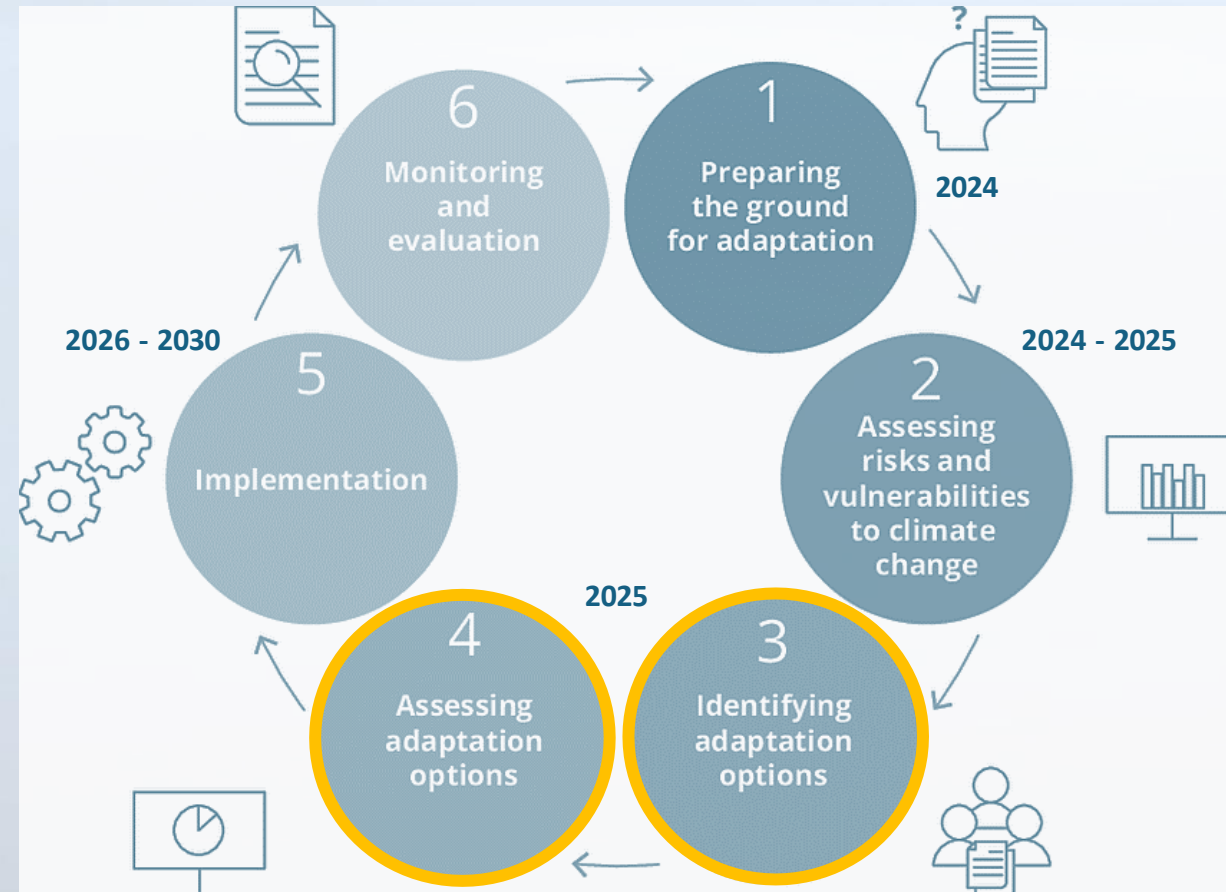 ?
1
Preparing
the ground
for adaptation
2024
2024 - 2025
2
Assessing
risks and
vulnerabilities
to climate
change
2025
3
Identifying
adaptation
options
4
Assessing
adaptation
options
2026 - 2030
5
Implementation
6
Monitoring
and
evaluation